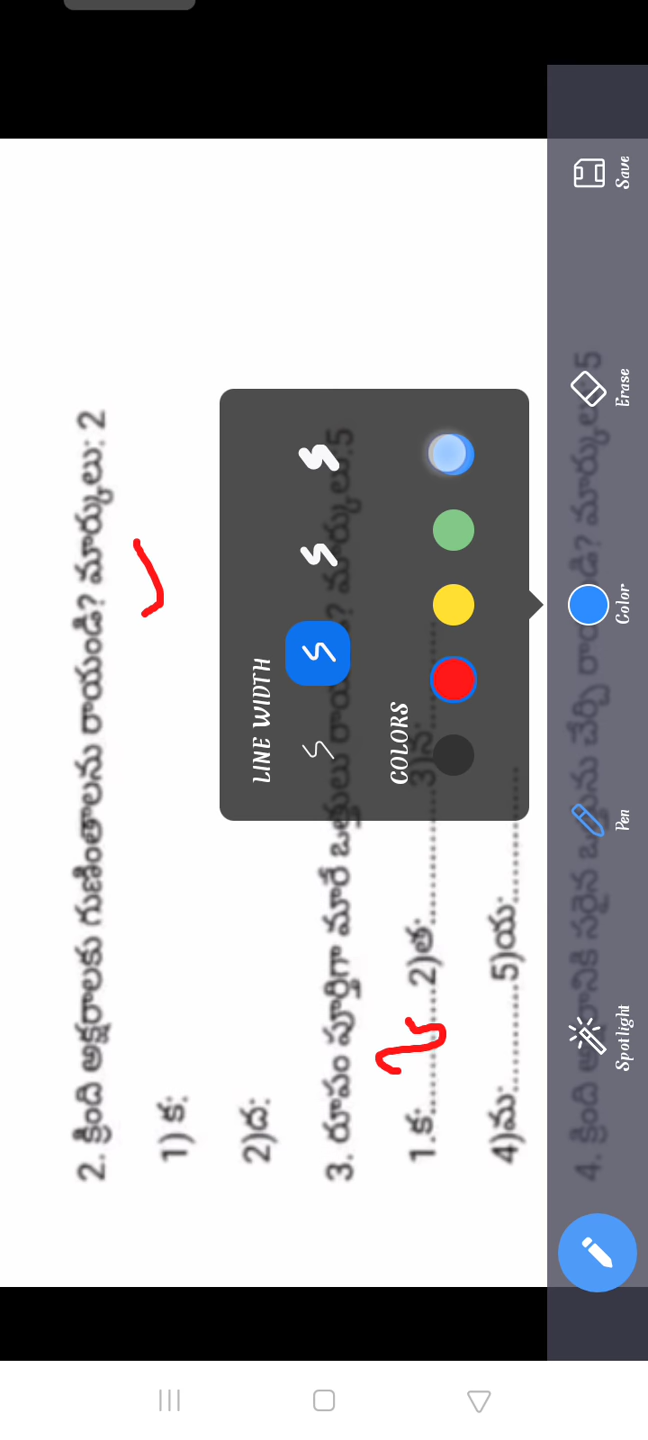 2. క్రింది అక్షరాలకు గుణింతాలను రాయండి? మార్కులు: 2
1) క:
2)ద:
3. రూపం పూర్తిగా మారే ఒత్తులు రాయండి? మార్కులు:5
1.క:..............2)త:..................3)న:..............
4)మ:..............5)య:..................
4. క్రింది
సరైన
చేర్చి
మార్కులు: 5
LINE WIDTH
COLORS
Spotlight
Pen
Color
Erase
Save